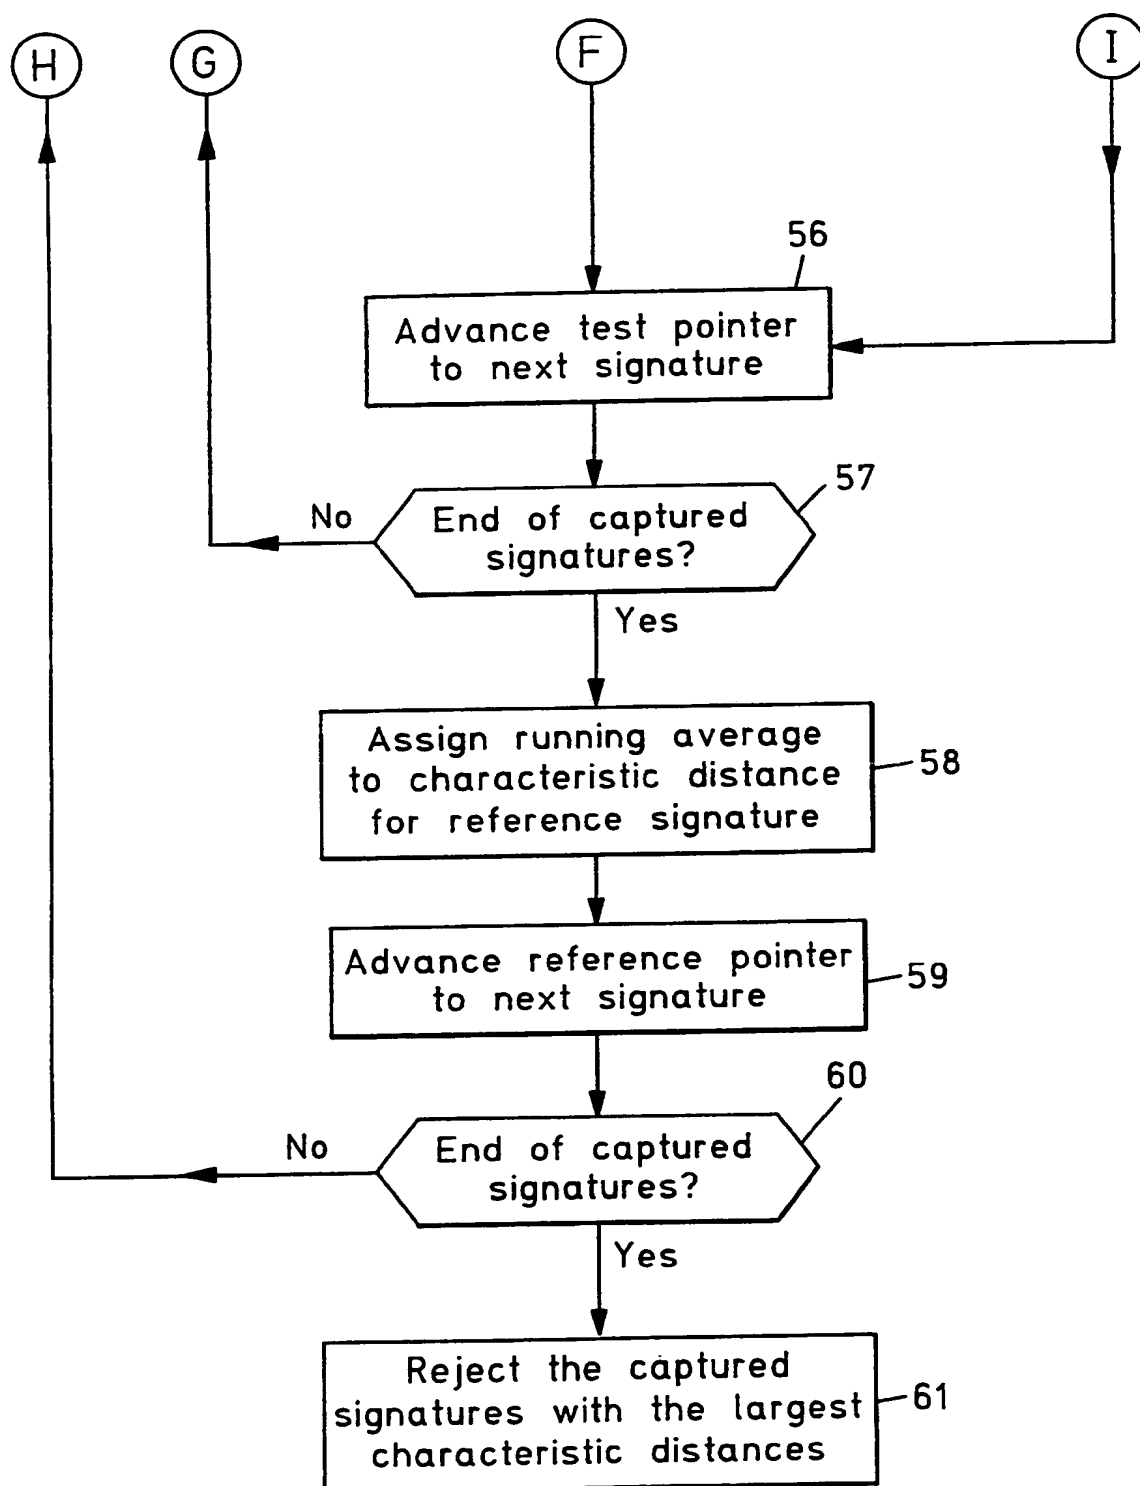 H
G
F
I
56
Advance test pointer
to next signature
57
No
End of captured
signatures?
Yes
Assign running average
to characteristic distance
for reference signature
58
Advance reference pointer
to next signature
59
60
No
End of captured
signatures?
Yes
Reject the captured
signatures with the largest
characteristic distances
61